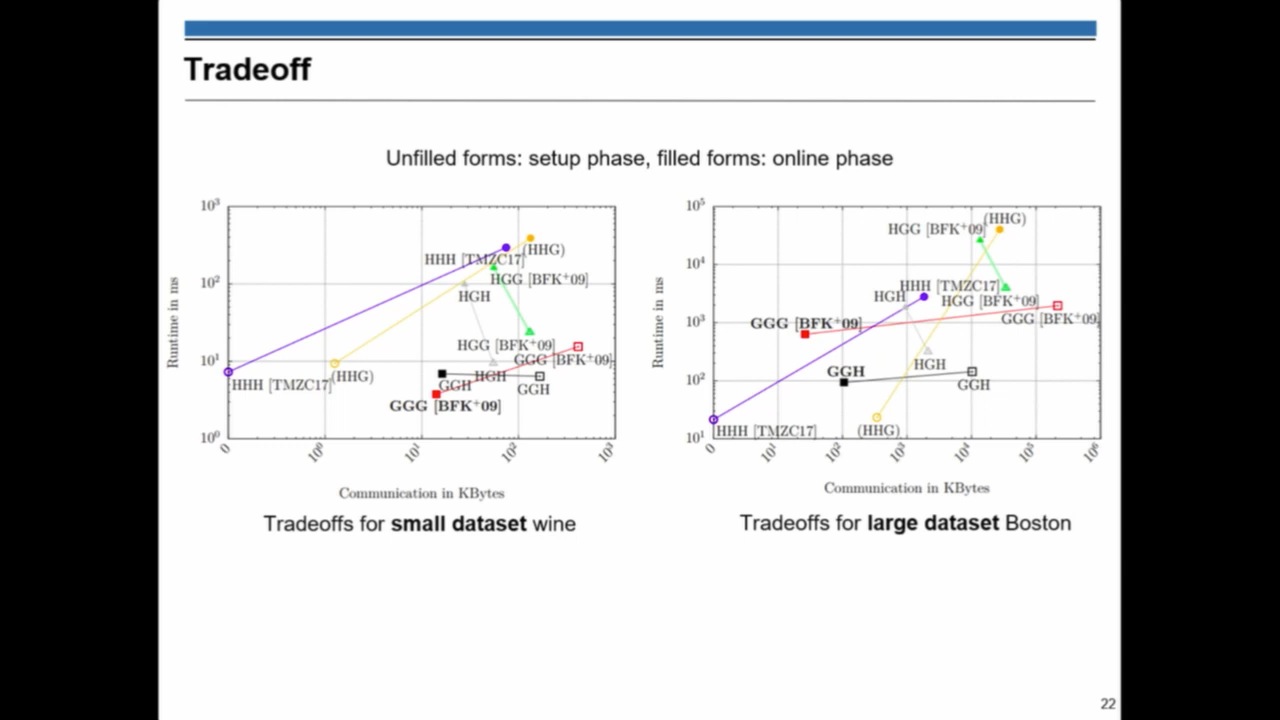 Tradeoff
Unfilled forms: setup phase, filled forms: online phase
10³
10²
10¹
10⁰
Runtime in ms
HHH [TMZC17]
(HHG)
HGG [BFK⁺09]
HGH
HGG [BFK⁺09]
GGG [BFK⁺09]
HGH
GGH
GGH
GGG [BFK⁺09]
HHH [TMZC17]
(HHG)
0
10⁰
10¹
10²
10³
Communication in KBytes
Tradeoffs for small dataset wine
10⁵
10⁴
10³
10²
10¹
Runtime in ms
(HHG)
HGG [BFK⁺09]
HHH [TMZC17]
HGH
HGG [BFK⁺09]
GGG [BFK⁺09]
GGG [BFK⁺09]
HGH
GGH
GGH
HHH [TMZC17]
(HHG)
0
10¹
10²
10³
10⁴
10⁵
10⁶
Communication in KBytes
Tradeoffs for large dataset Boston
22